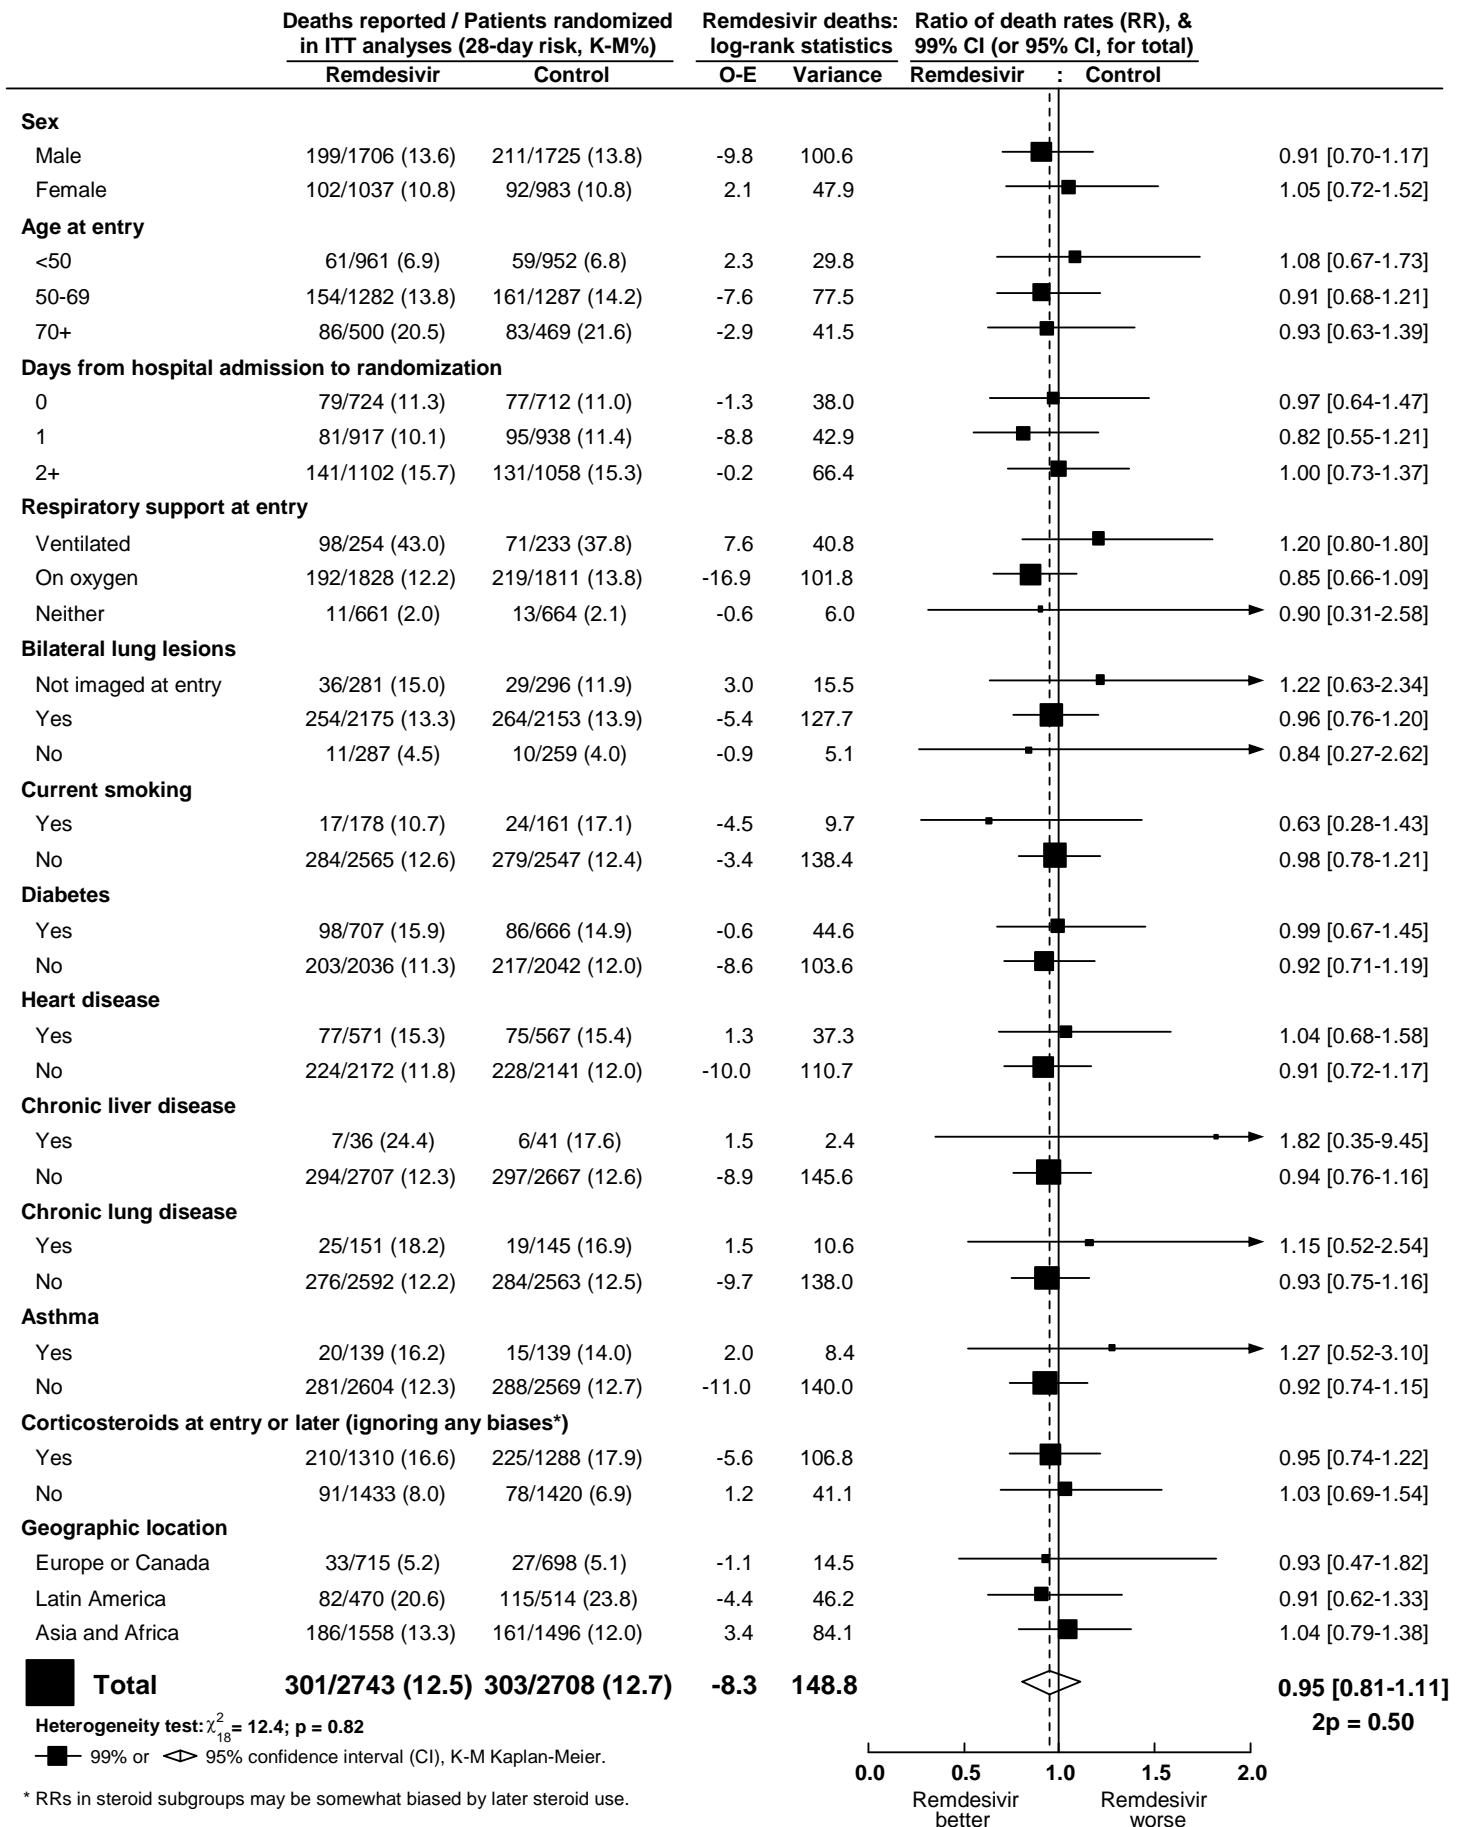 Deaths reported / Patients randomized Remdesivir deaths: Ratio of death rates (RR), &
in ITT analyses (28-day risk, K-M%) log-rank statistics 99% CI (or 95% CI, for total)
Remdesivir Control O-E Variance Remdesivir : Control
Sex
Male 199/1706 (13.6) 211/1725 (13.8) -9.8 100.6 0.91 [0.70-1.17]
Female 102/1037 (10.8) 92/983 (10.8) 2.1 47.9 1.05 [0.72-1.52]
Age at entry
<50 61/961 (6.9) 59/952 (6.8) 2.3 29.8 1.08 [0.67-1.73]
50-69 154/1282 (13.8) 161/1287 (14.2) -7.6 77.5 0.91 [0.68-1.21]
70+ 86/500 (20.5) 83/469 (21.6) -2.9 41.5 0.93 [0.63-1.39]
Days from hospital admission to randomization
0 79/724 (11.3) 77/712 (11.0) -1.3 38.0 0.97 [0.64-1.47]
1 81/917 (10.1) 95/938 (11.4) -8.8 42.9 0.82 [0.55-1.21]
2+ 141/1102 (15.7) 131/1058 (15.3) -0.2 66.4 1.00 [0.73-1.37]
Respiratory support at entry
Ventilated 98/254 (43.0) 71/233 (37.8) 7.6 40.8 1.20 [0.80-1.80]
On oxygen 192/1828 (12.2) 219/1811 (13.8) -16.9 101.8 0.85 [0.66-1.09]
Neither 11/661 (2.0) 13/664 (2.1) -0.6 6.0 0.90 [0.31-2.58]
Bilateral lung lesions
Not imaged at entry 36/281 (15.0) 29/296 (11.9) 3.0 15.5 1.22 [0.63-2.34]
Yes 254/2175 (13.3) 264/2153 (13.9) -5.4 127.7 0.96 [0.76-1.20]
No 11/287 (4.5) 10/259 (4.0) -0.9 5.1 0.84 [0.27-2.62]
Current smoking
Yes 17/178 (10.7) 24/161 (17.1) -4.5 9.7 0.63 [0.28-1.43]
No 284/2565 (12.6) 279/2547 (12.4) -3.4 138.4 0.98 [0.78-1.21]
Diabetes
Yes 98/707 (15.9) 86/666 (14.9) -0.6 44.6 0.99 [0.67-1.45]
No 203/2036 (11.3) 217/2042 (12.0) -8.6 103.6 0.92 [0.71-1.19]
Heart disease
Yes 77/571 (15.3) 75/567 (15.4) 1.3 37.3 1.04 [0.68-1.58]
No 224/2172 (11.8) 228/2141 (12.0) -10.0 110.7 0.91 [0.72-1.17]
Chronic liver disease
Yes 7/36 (24.4) 6/41 (17.6) 1.5 2.4 1.82 [0.35-9.45]
No 294/2707 (12.3) 297/2667 (12.6) -8.9 145.6 0.94 [0.76-1.16]
Chronic lung disease
Yes 25/151 (18.2) 19/145 (16.9) 1.5 10.6 1.15 [0.52-2.54]
No 276/2592 (12.2) 284/2563 (12.5) -9.7 138.0 0.93 [0.75-1.16]
Asthma
Yes 20/139 (16.2) 15/139 (14.0) 2.0 8.4 1.27 [0.52-3.10]
No 281/2604 (12.3) 288/2569 (12.7) -11.0 140.0 0.92 [0.74-1.15]
Corticosteroids at entry or later (ignoring any biases*)
Yes 210/1310 (16.6) 225/1288 (17.9) -5.6 106.8 0.95 [0.74-1.22]
No 91/1433 (8.0) 78/1420 (6.9) 1.2 41.1 1.03 [0.69-1.54]
Geographic location
Europe or Canada 33/715 (5.2) 27/698 (5.1) -1.1 14.5 0.93 [0.47-1.82]
Latin America 82/470 (20.6) 115/514 (23.8) -4.4 46.2 0.91 [0.62-1.33]
Asia and Africa 186/1558 (13.3) 161/1496 (12.0) 3.4 84.1 1.04 [0.79-1.38]
Total 301/2743 (12.5) 303/2708 (12.7) -8.3 148.8 0.95 [0.81-1.11]
Heterogeneity test: χ²₁₈ = 12.4; p = 0.82 2p = 0.50
99% or 95% confidence interval (CI), K-M Kaplan-Meier.
0.0 0.5 1.0 1.5 2.0
* RRs in steroid subgroups may be somewhat biased by later steroid use. Remdesivir Remdesivir
better worse